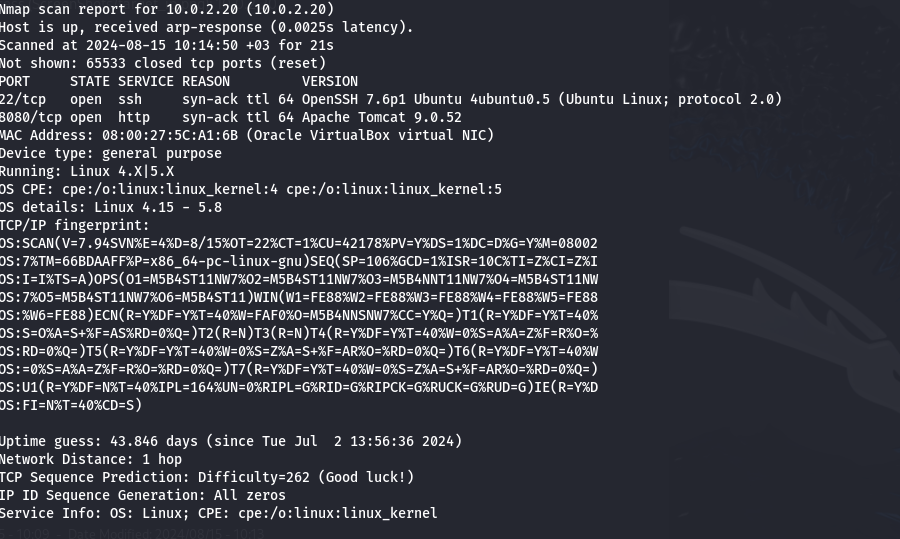 Nmap scan report for 10.0.2.20 (10.0.2.20)
Host is up, received arp-response (0.0025s latency).
Scanned at 2024-08-15 10:14:50 +03 for 21s
Not shown: 65533 closed tcp ports (reset)
PORT     STATE SERVICE REASON         VERSION
22/tcp   open  ssh     syn-ack ttl 64 OpenSSH 7.6p1 Ubuntu 4ubuntu0.5 (Ubuntu Linux; protocol 2.0)
8080/tcp open  http    syn-ack ttl 64 Apache Tomcat 9.0.52
MAC Address: 08:00:27:5C:A1:6B (Oracle VirtualBox virtual NIC)
Device type: general purpose
Running: Linux 4.X|5.X
OS CPE: cpe:/o:linux:linux_kernel:4 cpe:/o:linux:linux_kernel:5
OS details: Linux 4.15 - 5.8
TCP/IP fingerprint:
OS:SCAN(V=7.94SVN%E=4%D=8/15%OT=22%CT=1%CU=42178%PV=Y%DS=1%DC=D%G=Y%M=08002
OS:7%TM=66BDAAFF%P=x86_64-pc-linux-gnu)SEQ(SP=106%GCD=1%ISR=10C%TI=Z%CI=Z%I
OS:I=I%TS=A)OPS(O1=M5B4ST11NW7%O2=M5B4ST11NW7%O3=M5B4NNT11NW7%O4=M5B4ST11NW
OS:7%O5=M5B4ST11NW7%O6=M5B4ST11)WIN(W1=FE88%W2=FE88%W3=FE88%W4=FE88%W5=FE88
OS:%W6=FE88)ECN(R=Y%DF=Y%T=40%W=FAF0%O=M5B4NNSNW7%CC=Y%Q=)T1(R=Y%DF=Y%T=40%
OS:S=O%A=S+%F=AS%RD=0%Q=)T2(R=N)T3(R=N)T4(R=Y%DF=Y%T=40%W=0%S=A%A=Z%F=R%O=%
OS:RD=0%Q=)T5(R=Y%DF=Y%T=40%W=0%S=Z%A=S+%F=AR%O=%RD=0%Q=)T6(R=Y%DF=Y%T=40%W
OS:=0%S=A%A=Z%F=R%O=%RD=0%Q=)T7(R=Y%DF=Y%T=40%W=0%S=Z%A=S+%F=AR%O=%RD=0%Q=)
OS:U1(R=Y%DF=N%T=40%IPL=164%UN=0%RIPL=G%RID=G%RIPCK=G%RUCK=G%RUD=G)IE(R=Y%D
OS:FI=N%T=40%CD=S)
Uptime guess: 43.846 days (since Tue Jul  2 13:56:36 2024)
Network Distance: 1 hop
TCP Sequence Prediction: Difficulty=262 (Good luck!)
IP ID Sequence Generation: All zeros
Service Info: OS: Linux; CPE: cpe:/o:linux:linux_kernel